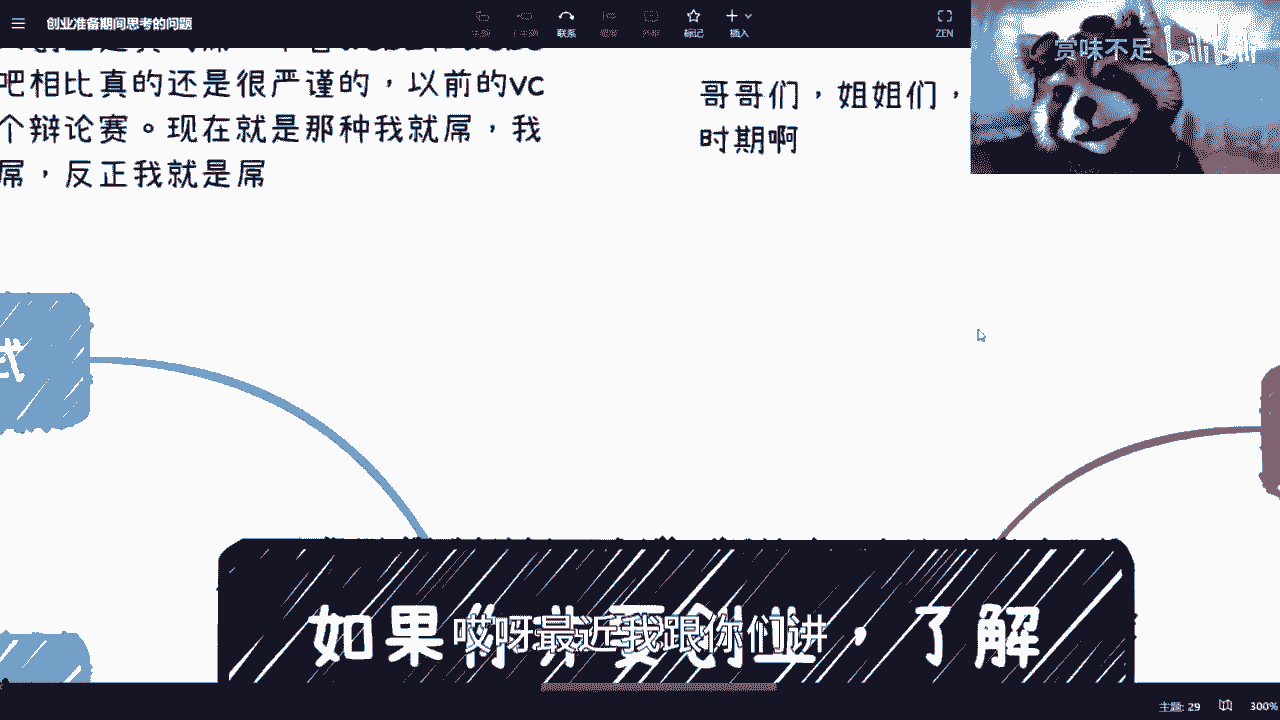 创业准备期间思考的问题
联系
标记
插入
ZEN
赏味不足 bilibili
吧相比真的还是很严谨的，以前的vc
个辩论赛。现在就是那种我就屌，我
屌，反正我就是屌
哥哥们，姐姐们，
时期啊
式
如果你真要创业，了解
哎呀最近我跟你们讲
主题: 29
300%